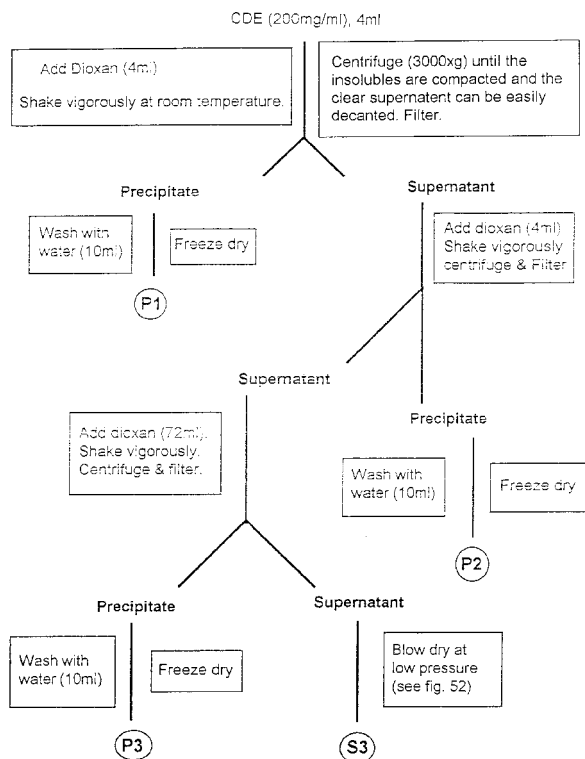 CDE (200mg/ml), 4ml
Add Dioxan (4ml)
Shake vigorously at room temperature.
Centrifuge (3000xg) until the
insolubles are compacted and the
clear supernatent can be easily
decanted. Filter.
Precipitate
Supernatant
Wash with
water (10ml)
Freeze dry
Add dioxan (4ml)
Shake vigorously
centrifuge & Filter
P1
Supernatant
Add dioxan (72ml).
Shake vigorously.
Centrifuge & filter.
Precipitate
Wash with
water (10ml)
Freeze dry
P2
Precipitate
Supernatant
Wash with
water (10ml)
Freeze dry
Blow dry at
low pressure
(see fig. 52)
P3
S3